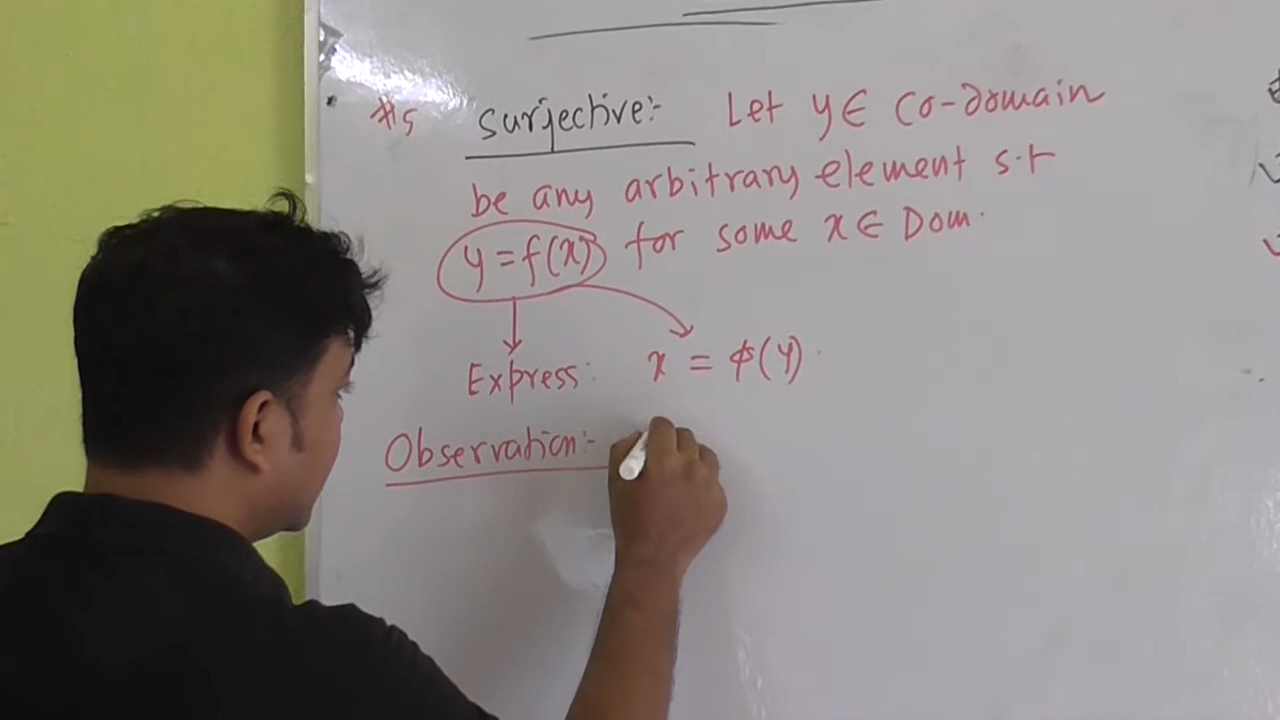 #5 Surjective:- Let y ∈ Co-domain
be any arbitrary element s.t
y = f(x) for some x ∈ Dom.
Express: x = φ(y).
Observation:-